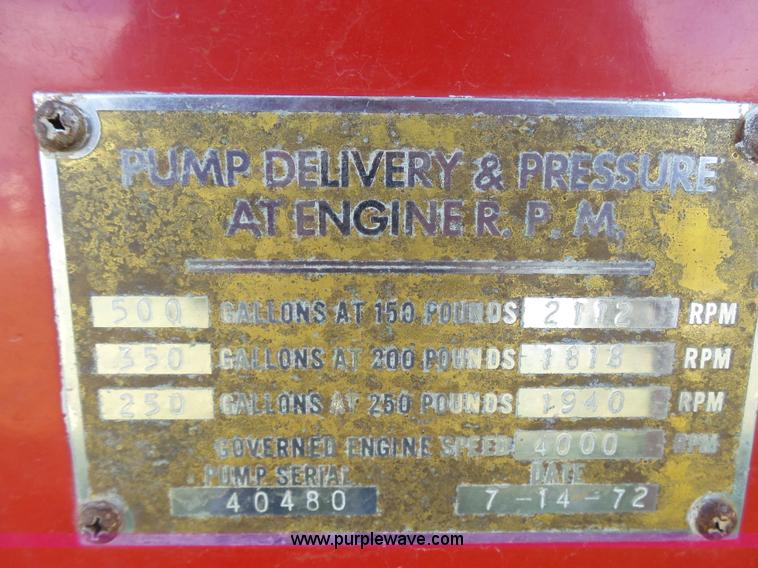 PUMP DELIVERY & PRESSURE
AT ENGINE R. P. M.
500 GALLONS AT 150 POUNDS RPM
350 GALLONS AT 200 POUNDS 1818 RPM
250 GALLONS AT 250 POUNDS 1940 RPM
GOVERNED ENGINE SPEED 4000 RPM
PUMP SERIAL DATE
40480 7-14-72
www.purplewave.com